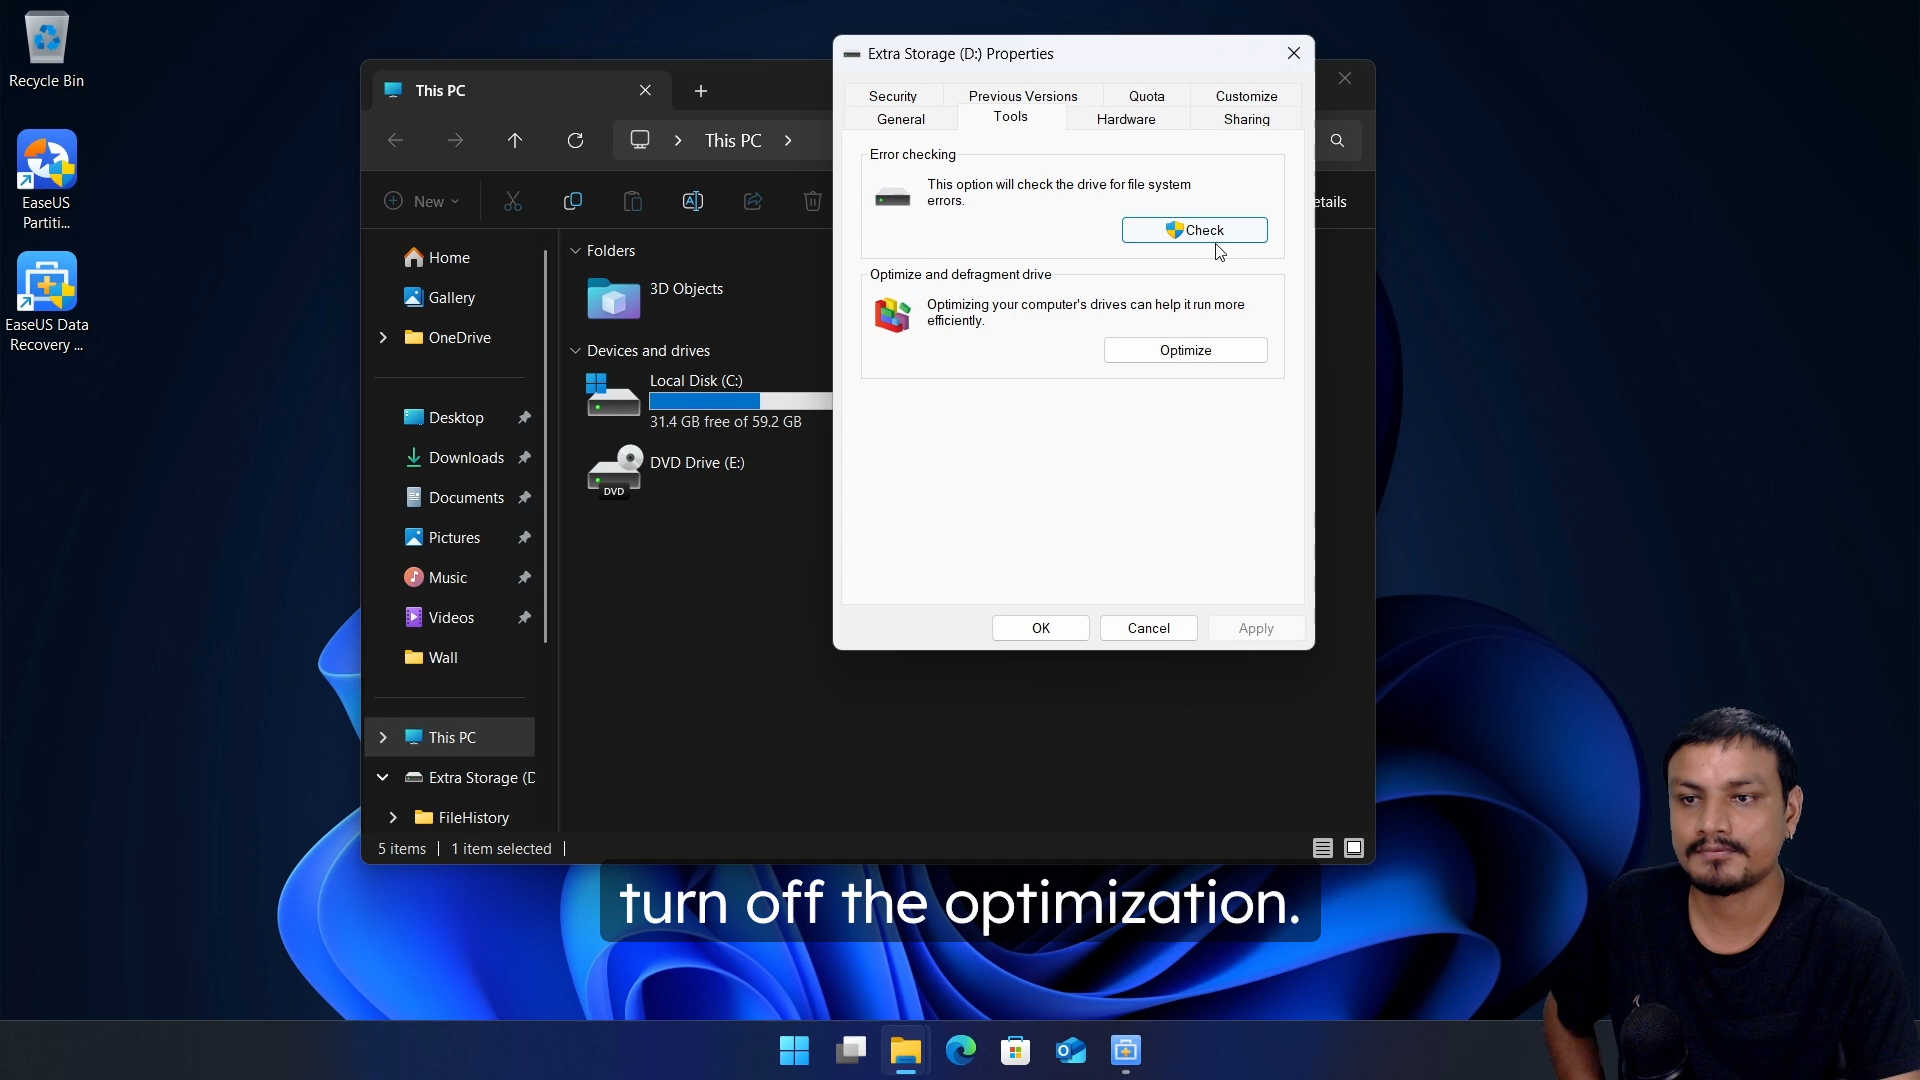 Recycle Bin
EaseUS
Partiti...
EaseUS Data
Recovery ...
This PC
This PC
New
etails
Home
Gallery
OneDrive
Desktop
Downloads
Documents
Pictures
Music
Videos
Wall
This PC
Extra Storage (D
FileHistory
5 items
1 item selected
Folders
3D Objects
Devices and drives
Local Disk (C:)
31.4 GB free of 59.2 GB
DVD Drive (E:)
DVD
Extra Storage (D:) Properties
Security
Previous Versions
Quota
Customize
General
Tools
Hardware
Sharing
Error checking
This option will check the drive for file system
errors.
Check
Optimize and defragment drive
Optimizing your computer's drives can help it run more
efficiently.
Optimize
OK
Cancel
Apply
turn off the optimization.